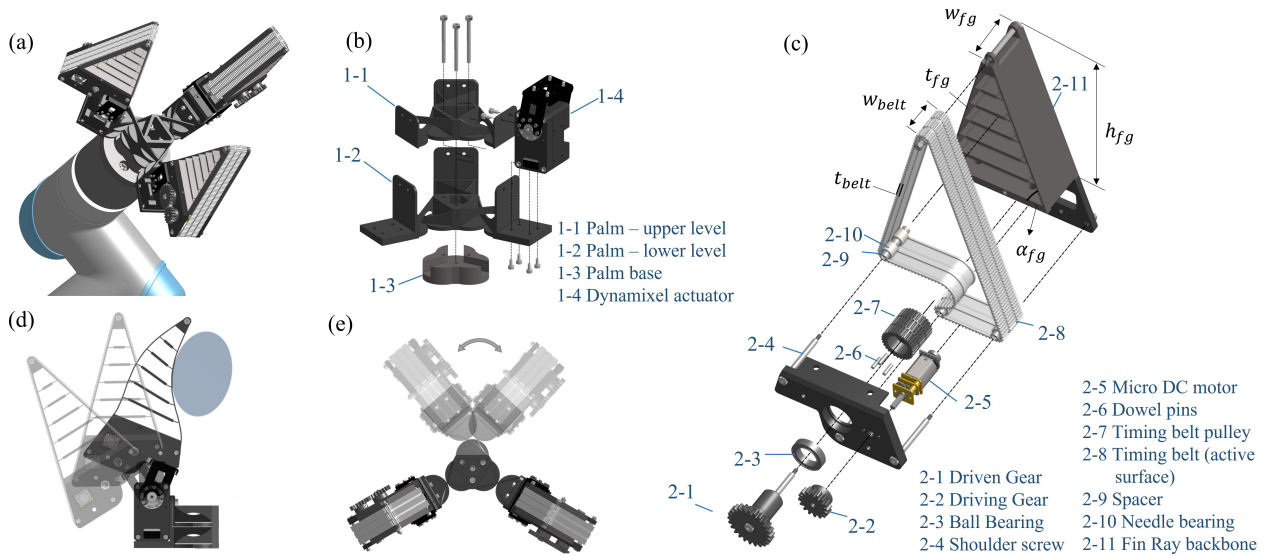 (a)
(b)
1-1
1-2
1-3
1-4
1-1 Palm – upper level
1-2 Palm – lower level
1-3 Palm base
1-4 Dynamixel actuator
(c)
w_fg
t_fg
w_belt
t_belt
2-11
h_fg
α_fg
2-10
2-9
2-8
2-7
2-6
2-5
2-4
2-3
2-2
2-1
2-1 Driven Gear
2-2 Driving Gear
2-3 Ball Bearing
2-4 Shoulder screw
2-5 Micro DC motor
2-6 Dowel pins
2-7 Timing belt pulley
2-8 Timing belt (active
surface)
2-9 Spacer
2-10 Needle bearing
2-11 Fin Ray backbone
(d)
(e)